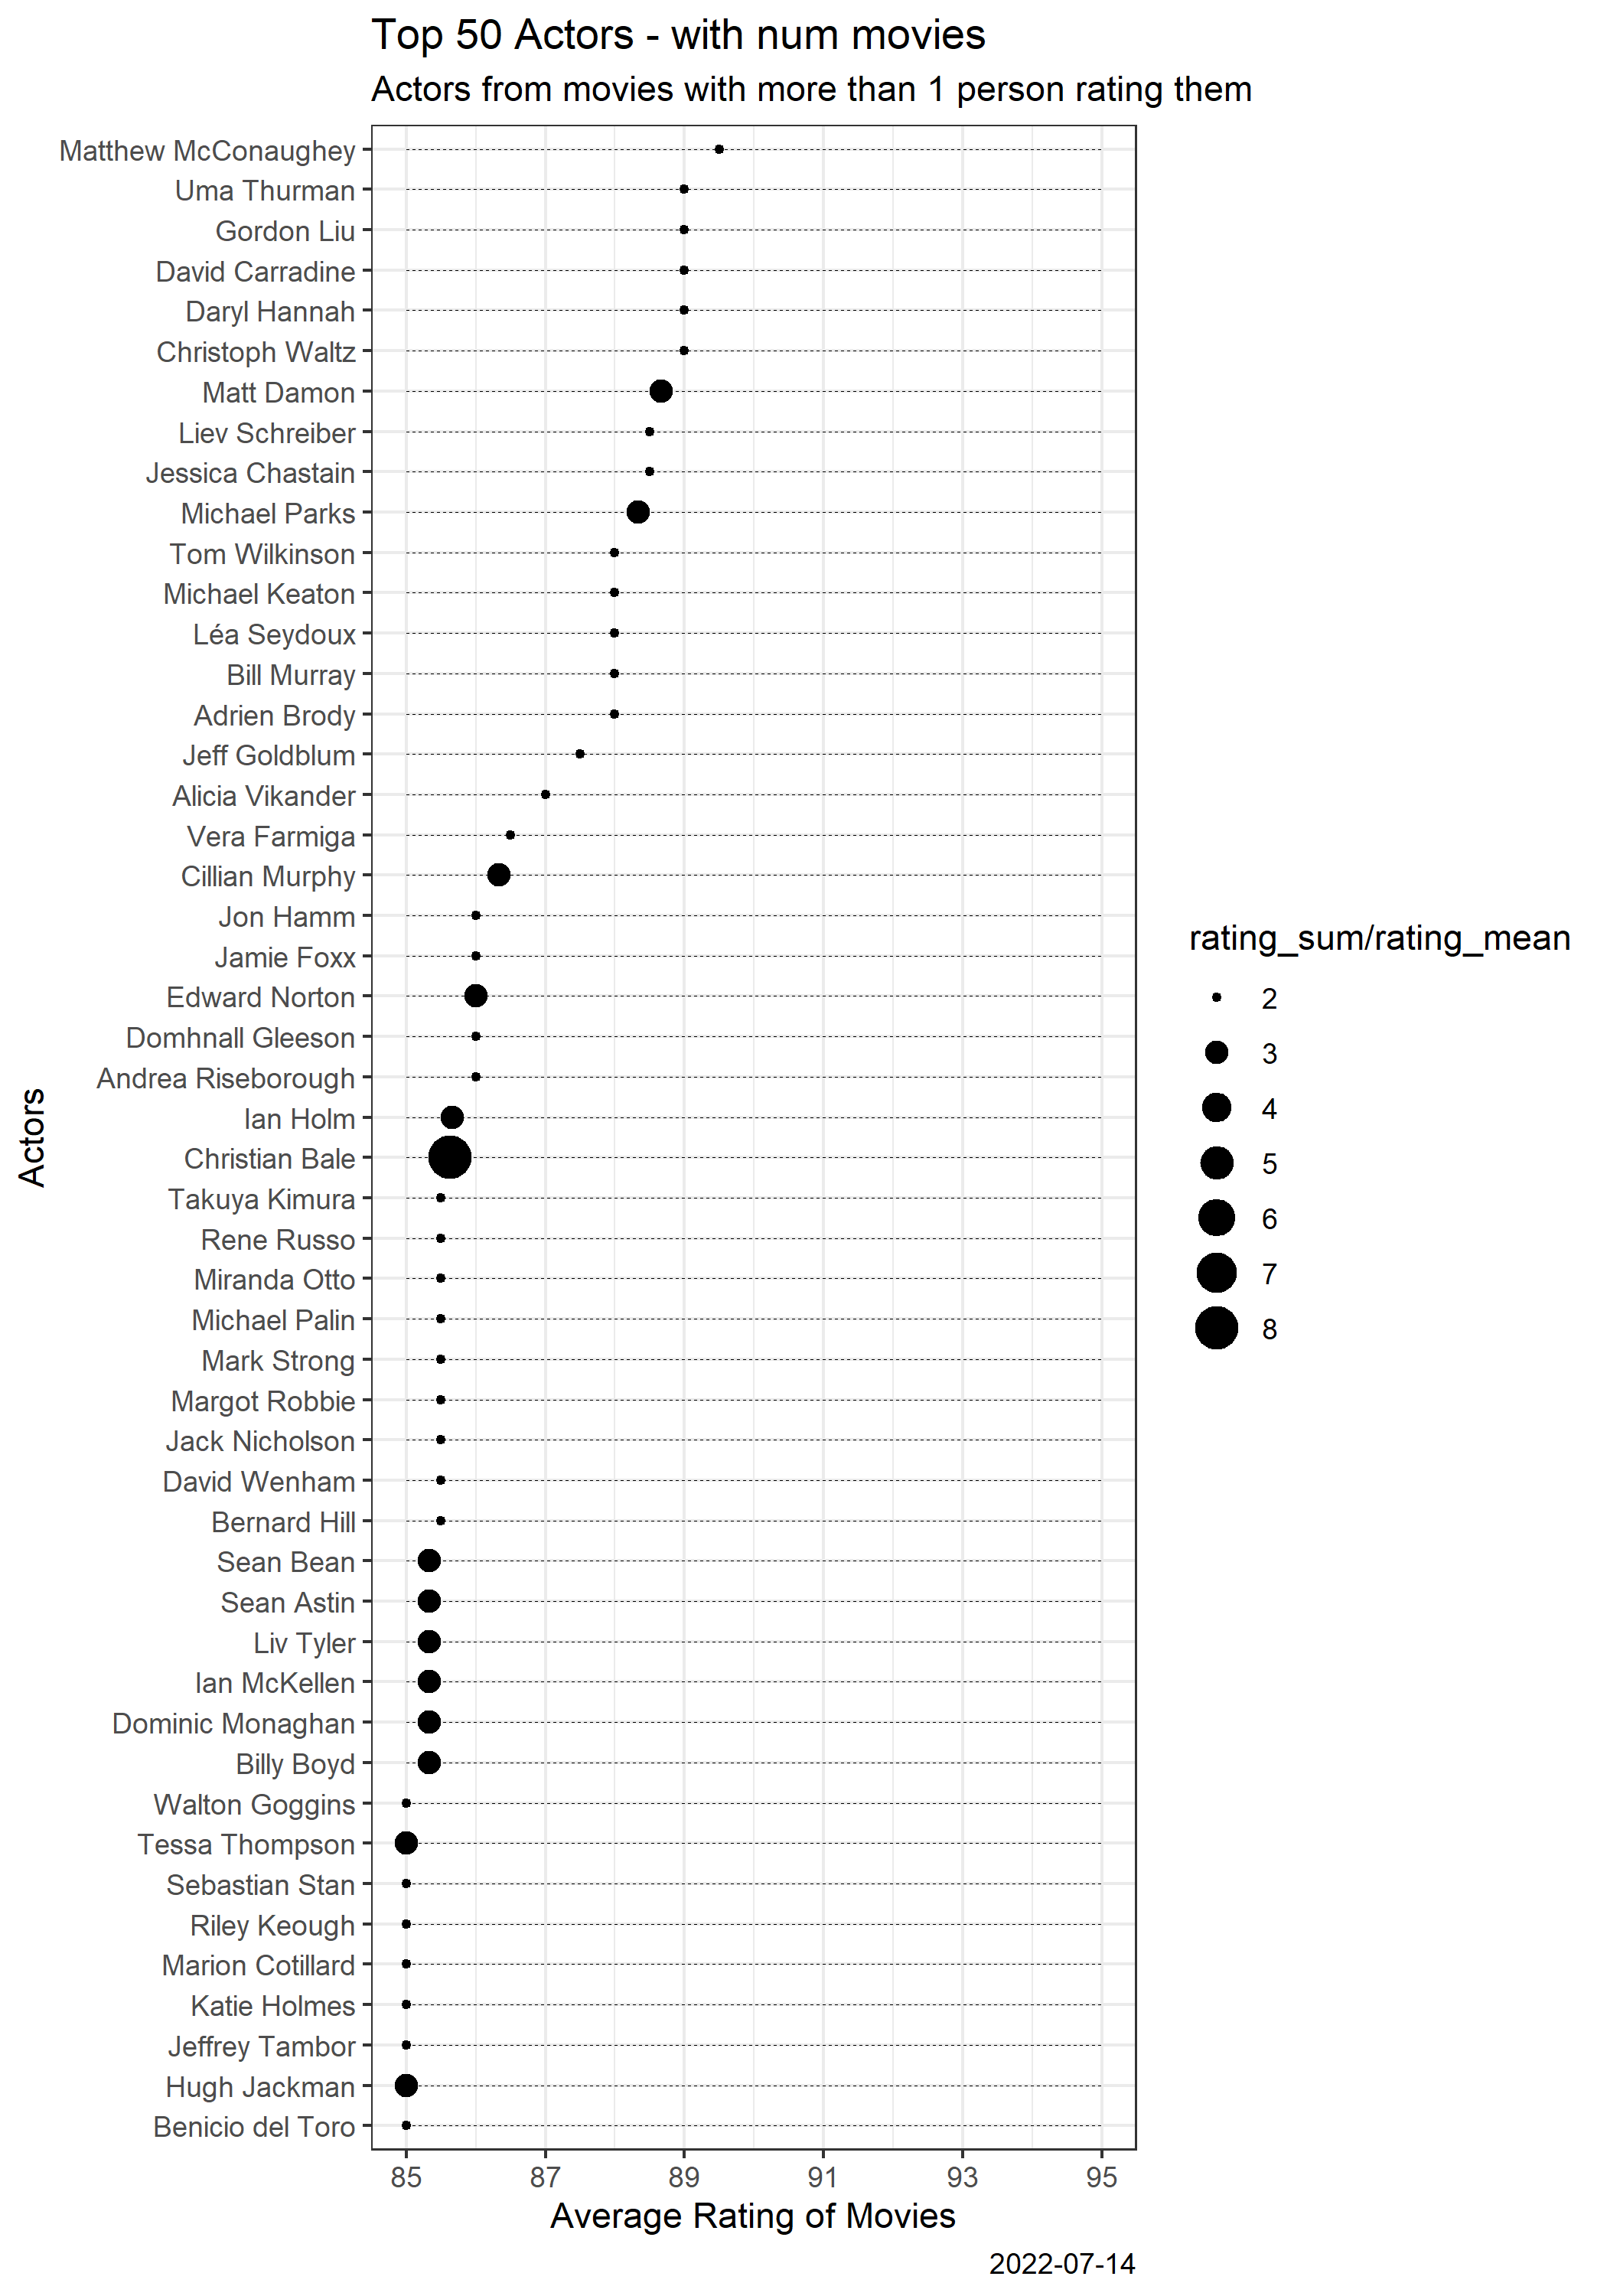 Top 50 Actors - with num movies
Actors from movies with more than 1 person rating them
Matthew McConaughey
Uma Thurman
Gordon Liu
David Carradine
Daryl Hannah
Christoph Waltz
Matt Damon
Liev Schreiber
Jessica Chastain
Michael Parks
Tom Wilkinson
Michael Keaton
Léa Seydoux
Bill Murray
Adrien Brody
Jeff Goldblum
Alicia Vikander
Vera Farmiga
Cillian Murphy
Jon Hamm
Jamie Foxx
Edward Norton
Domhnall Gleeson
Andrea Riseborough
Ian Holm
Christian Bale
Takuya Kimura
Rene Russo
Miranda Otto
Michael Palin
Mark Strong
Margot Robbie
Jack Nicholson
David Wenham
Bernard Hill
Sean Bean
Sean Astin
Liv Tyler
Ian McKellen
Dominic Monaghan
Billy Boyd
Walton Goggins
Tessa Thompson
Sebastian Stan
Riley Keough
Marion Cotillard
Katie Holmes
Jeffrey Tambor
Hugh Jackman
Benicio del Toro
Actors
85 87 89 91 93 95
Average Rating of Movies
rating_sum/rating_mean
2
3
4
5
6
7
8
2022-07-14